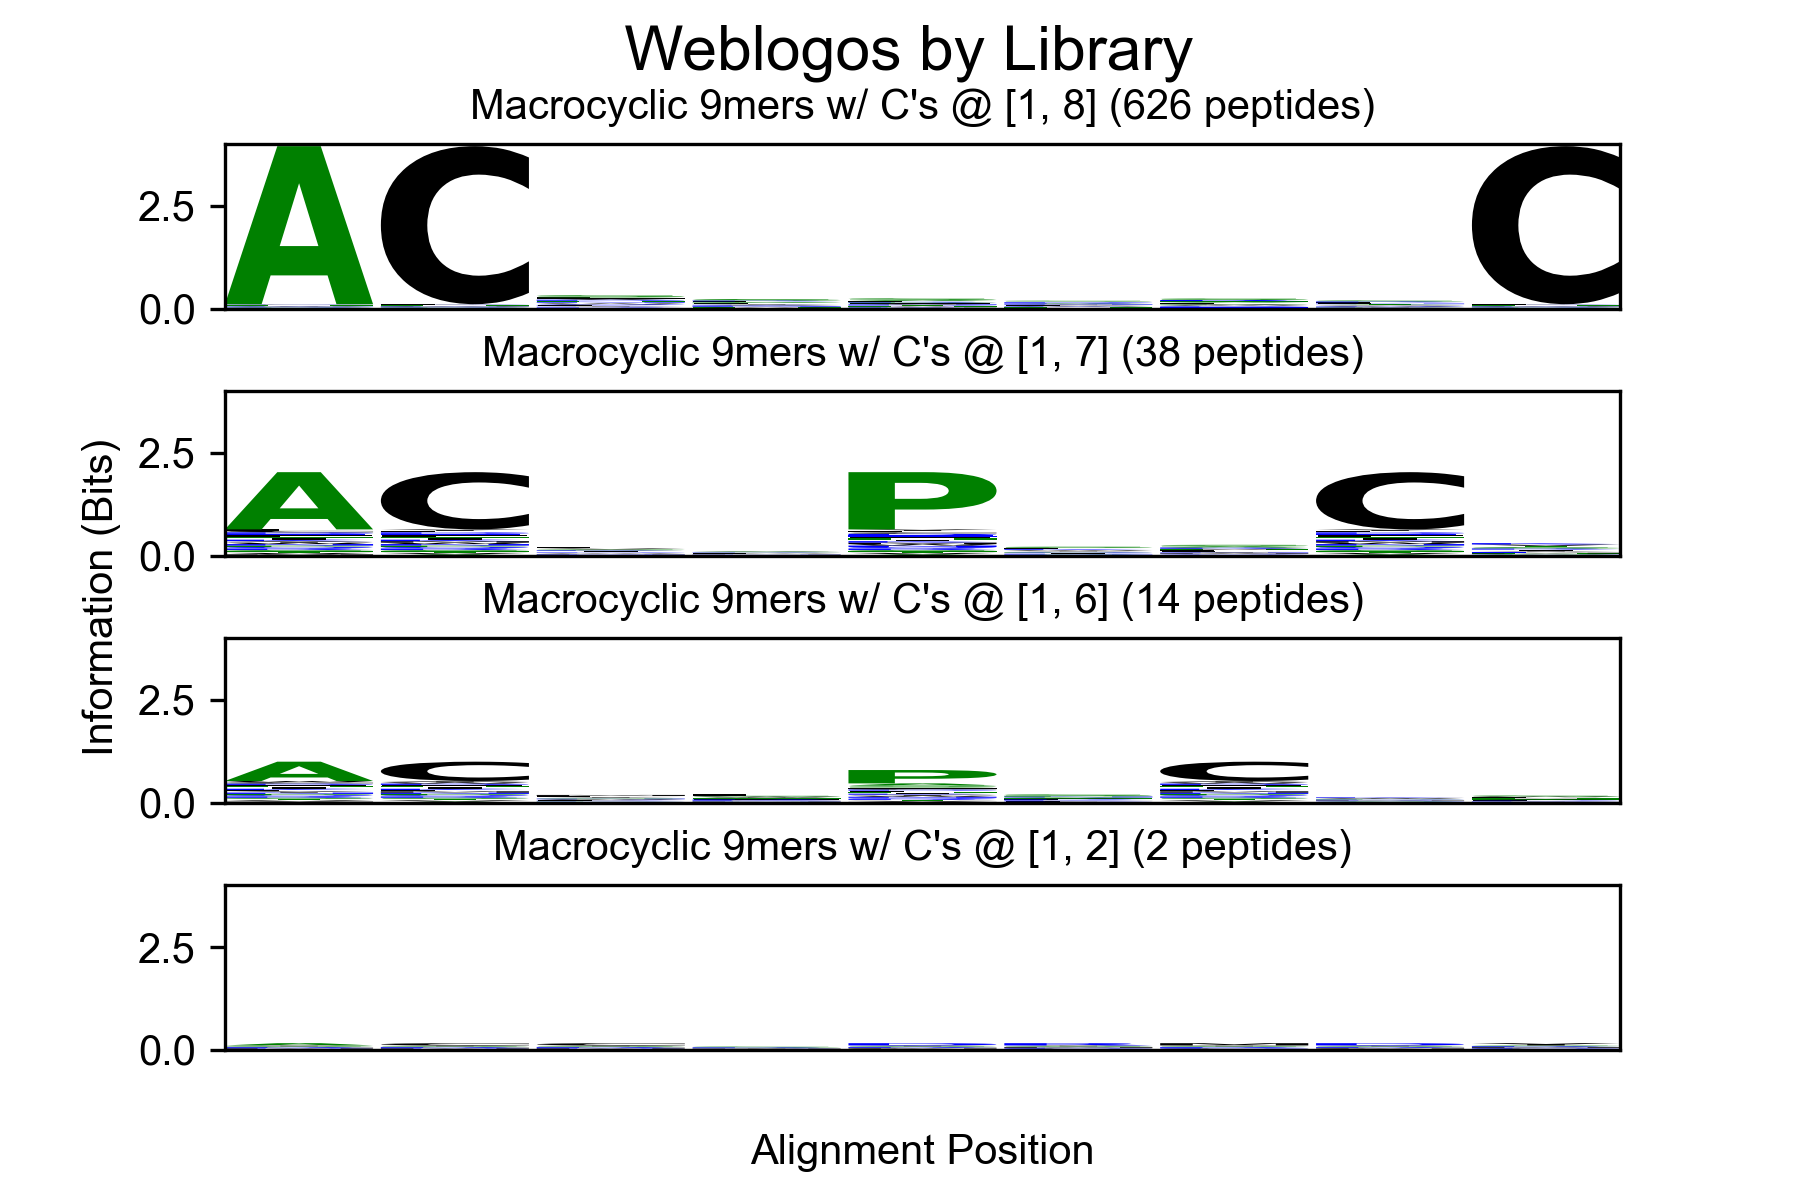 Weblogos by Library
Macrocyclic 9mers w/ C's @ [1, 8] (626 peptides)
2.5
0.0
A C C
Macrocyclic 9mers w/ C's @ [1, 7] (38 peptides)
2.5
0.0
A C P C
Macrocyclic 9mers w/ C's @ [1, 6] (14 peptides)
2.5
0.0
A C P C
Macrocyclic 9mers w/ C's @ [1, 2] (2 peptides)
2.5
0.0
Information (Bits)
Alignment Position